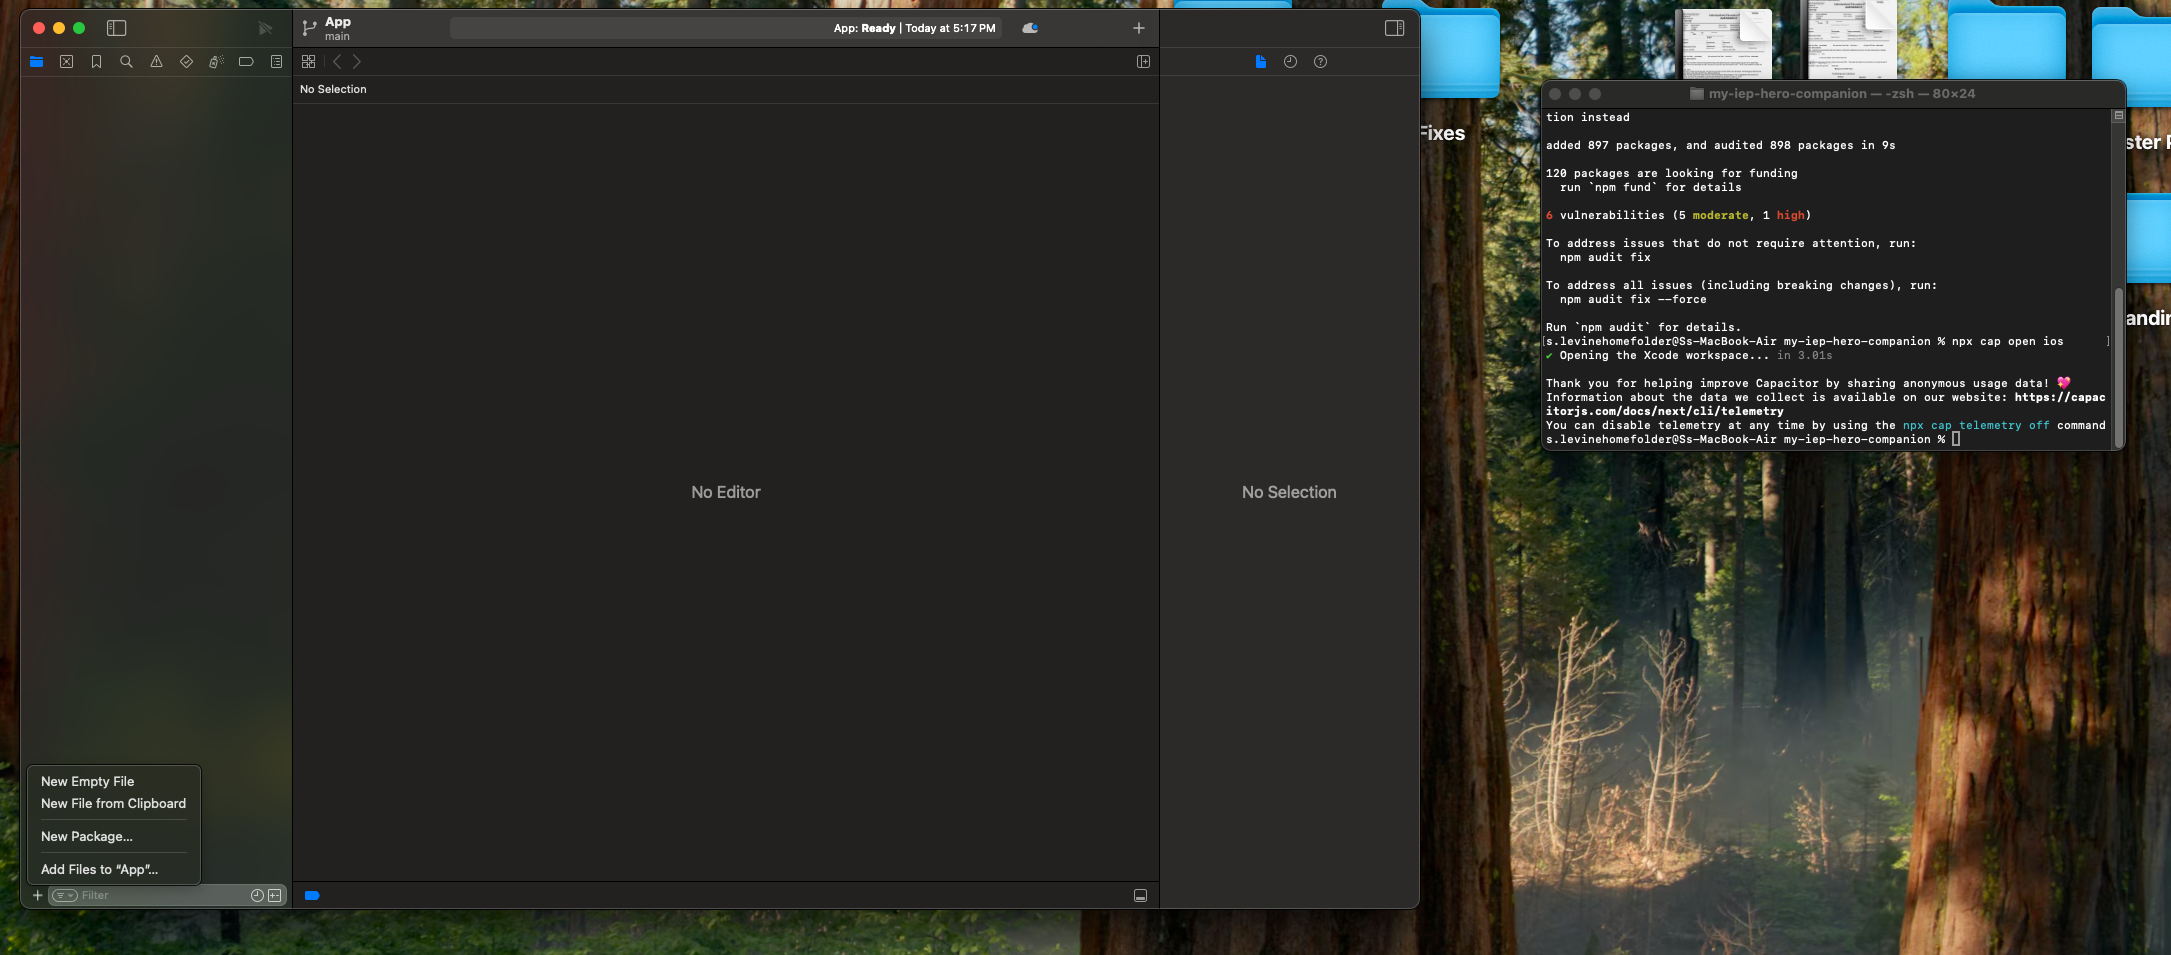 App
main
App: Ready | Today at 5:17 PM
No Selection
No Editor
No Selection
New Empty File
New File from Clipboard
New Package...
Add Files to “App”...
Filter
Fixes
my-iep-hero-companion — -zsh — 80×24
tion instead
added 897 packages, and audited 898 packages in 9s
120 packages are looking for funding
run `npm fund` for details
6 vulnerabilities (5 moderate, 1 high)
To address issues that do not require attention, run:
npm audit fix
To address all issues (including breaking changes), run:
npm audit fix --force
Run `npm audit` for details.
[s.levinehomefolder@Ss-MacBook-Air my-iep-hero-companion % npx cap open ios ]
✔ Opening the Xcode workspace... in 3.01s
Thank you for helping improve Capacitor by sharing anonymous usage data! 💖
Information about the data we collect is available on our website: https://capac
itorjs.com/docs/next/cli/telemetry
You can disable telemetry at any time by using the npx cap telemetry off command
s.levinehomefolder@Ss-MacBook-Air my-iep-hero-companion %